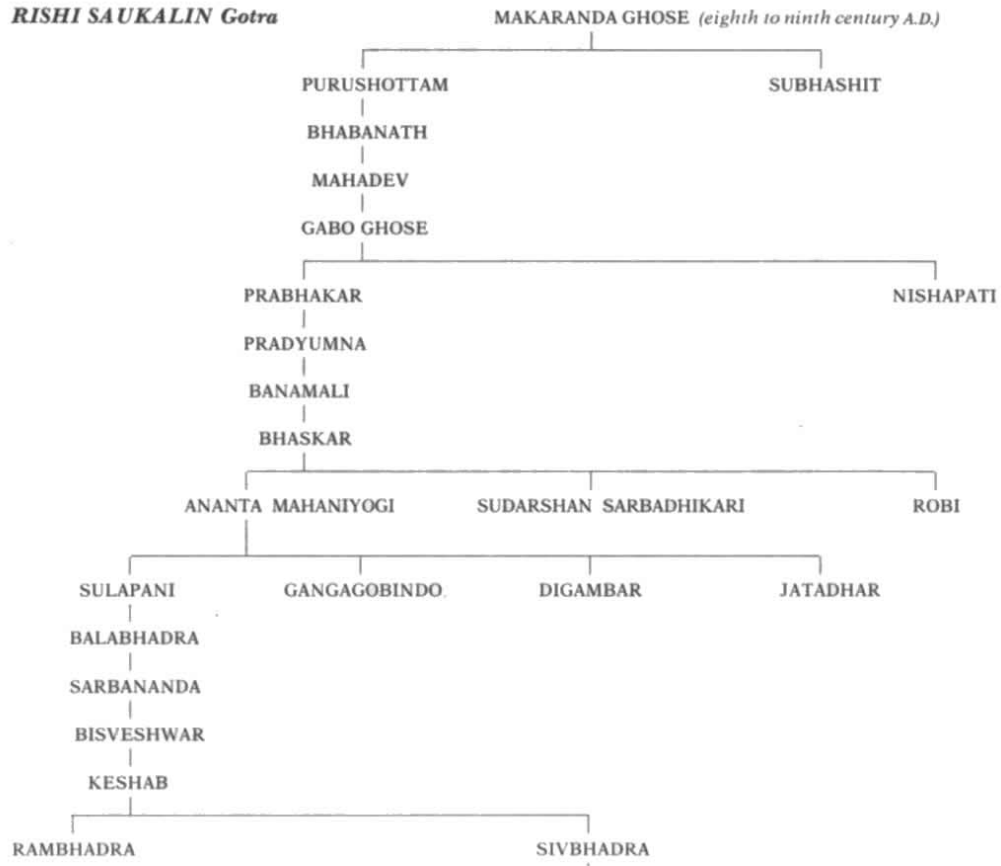 RISHI SAUKALIN Gotra MAKARANDA GHOSE (eighth to ninth century A.D.)
PURUSHOTTAM SUBHASHIT
BHABANATH
MAHADEV
GABO GHOSE
PRABHAKAR NISHAPATI
PRADYUMNA
BANAMALI
BHASKAR
ANANTA MAHANIYOGI SUDARSHAN SARBADHIKARI ROBI
SULAPANI GANGAGOBINDO DIGAMBAR JATADHAR
BALABHADRA
SARBANANDA
BISVESHWAR
KESHAB
RAMBHADRA SIVBHADRA